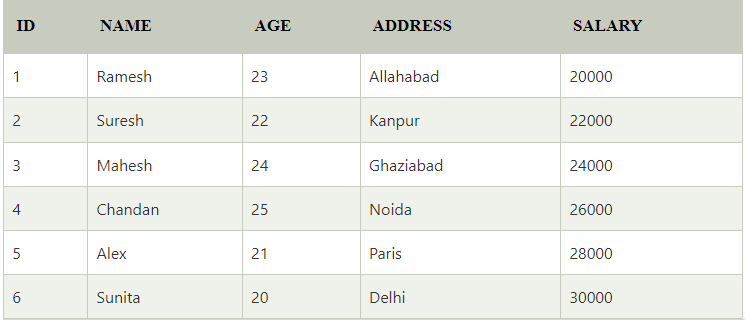 ID NAME AGE ADDRESS SALARY
1 Ramesh 23 Allahabad 20000
2 Suresh 22 Kanpur 22000
3 Mahesh 24 Ghaziabad 24000
4 Chandan 25 Noida 26000
5 Alex 21 Paris 28000
6 Sunita 20 Delhi 30000